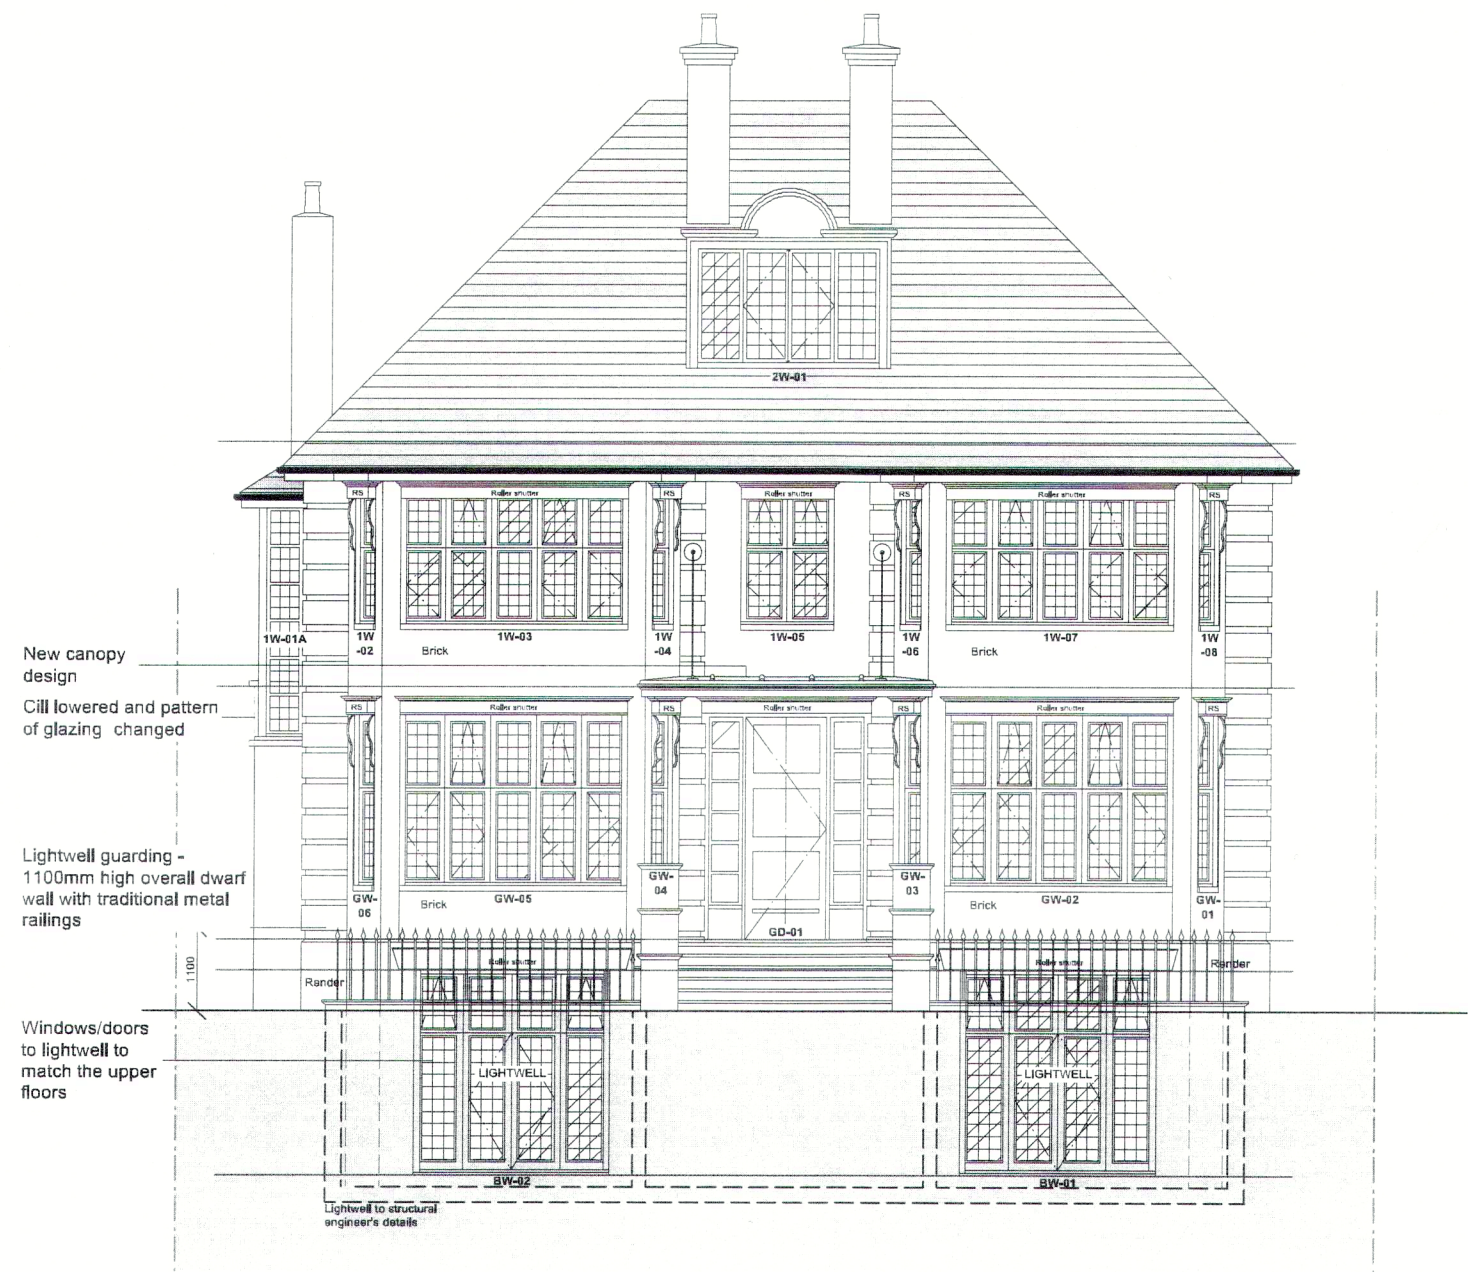 2W-01
RS
Roller shutter
RS
Roller shutter
RS
Roller shutter
RS
1W-01A
1W
-02
1W-03
1W
-04
1W-05
1W
-06
1W-07
1W
-08
Brick
Brick
New canopy
design
Cill lowered and pattern
of glazing changed
RS
Roller shutter
RS
Roller shutter
RS
Roller shutter
RS
Lightwell guarding -
1100mm high overall dwarf
wall with traditional metal
railings
GW-
06
GW-05
GW-
04
GW-
03
GW-02
GW-
01
Brick
Brick
GD-01
1100
Render
Roller shutter
Roller shutter
Render
Windows/doors
to lightwell to
match the upper
floors
LIGHTWELL
LIGHTWELL
BW-02
BW-01
Lightwell to structural
engineer's details